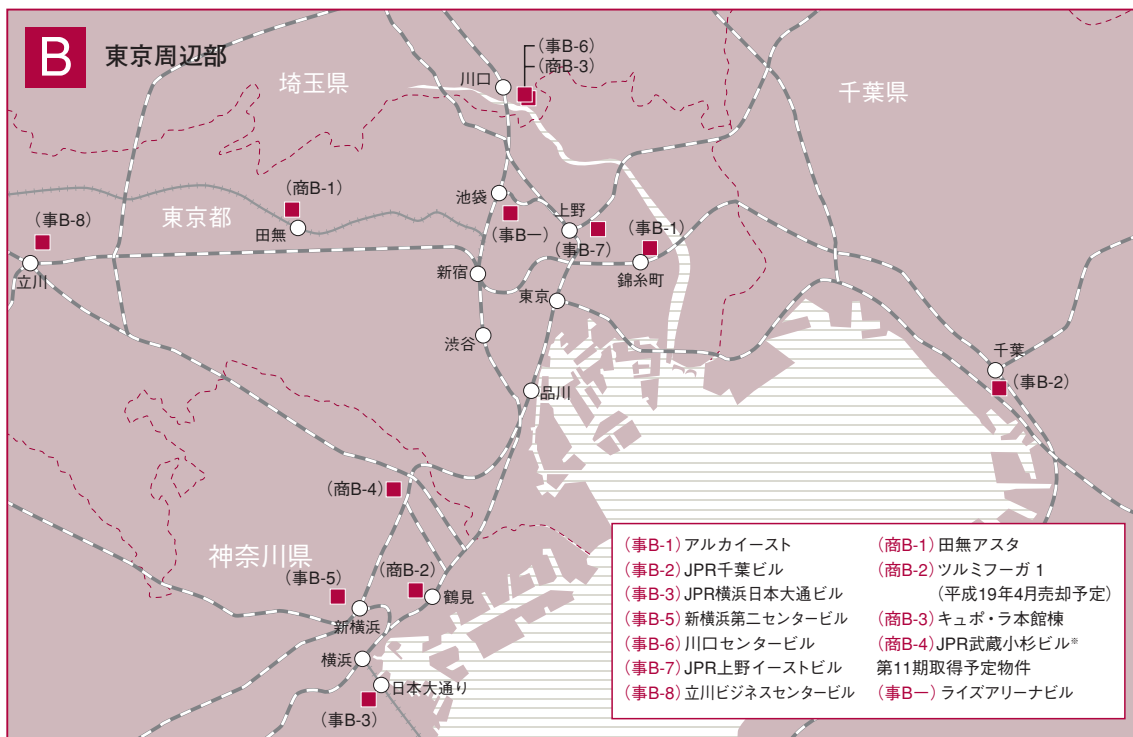 B 東京周辺部
(事B-6)
(商B-3)
川口
埼玉県
千葉県
(商B-1)
池袋
上野
(事B-8)
東京都
田無
(事B-一)
(事B-7)
(事B-1)
立川
新宿
錦糸町
東京
渋谷
千葉
品川
(事B-2)
(商B-4)
神奈川県
(事B-5)
(商B-2)
鶴見
新横浜
横浜
日本大通り
(事B-3)
(事B-1)アルカイースト
(事B-2)JPR千葉ビル
(事B-3)JPR横浜日本大通ビル
(事B-5)新横浜第二センタービル
(事B-6)川口センタービル
(事B-7)JPR上野イーストビル
(事B-8)立川ビジネスセンタービル
(商B-1)田無アスタ
(商B-2)ツルミフーガ 1
(平成19年4月売却予定)
(商B-3)キュポ・ラ本館棟
(商B-4)JPR武蔵小杉ビル※
第11期取得予定物件
(事B-一)ライズアリーナビル